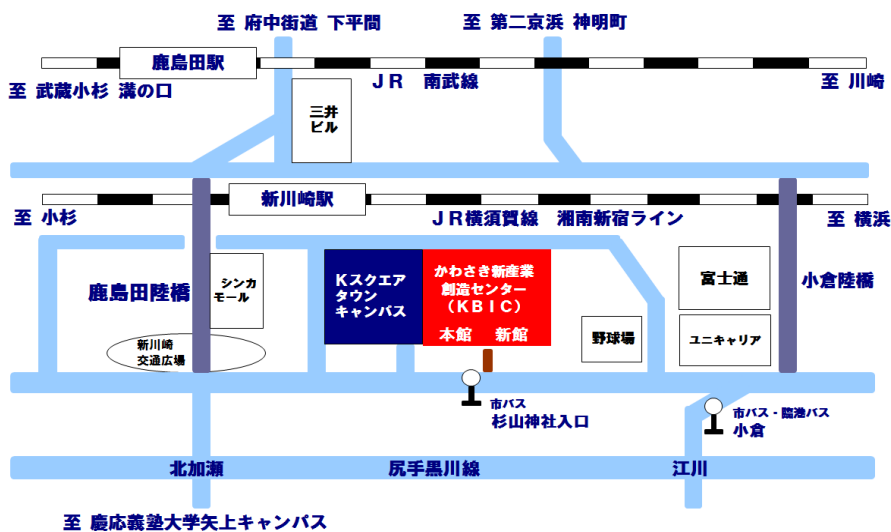 至 府中街道 下平間
至 第二京浜 神明町
鹿島田駅
JR 南武線
至 武蔵小杉 溝の口
至 川崎
三井
ビル
新川崎駅
至 小杉
JR横須賀線 湘南新宿ライン
至 横浜
鹿島田陸橋
シンカ
モール
Kスクエア
タウン
キャンパス
かわさき新産業
創造センター
(KBIC)
本館 新館
富士通
小倉陸橋
野球場
ユニキャリア
新川崎
交通広場
市バス
杉山神社入口
市バス・臨港バス
小倉
北加瀬
尻手黒川線
江川
至 慶応義塾大学矢上キャンパス